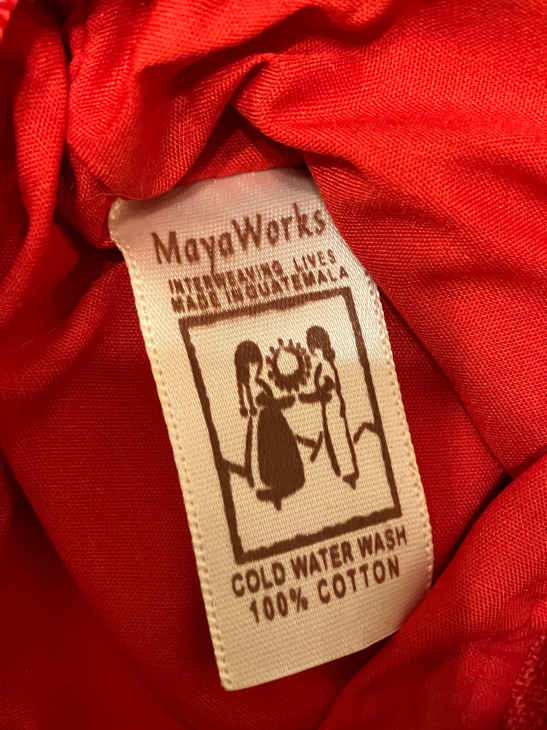 MayaWorks
INTERWEAVING LIVES
MADE IN GUATEMALA
COLD WATER WASH
100% COTTON